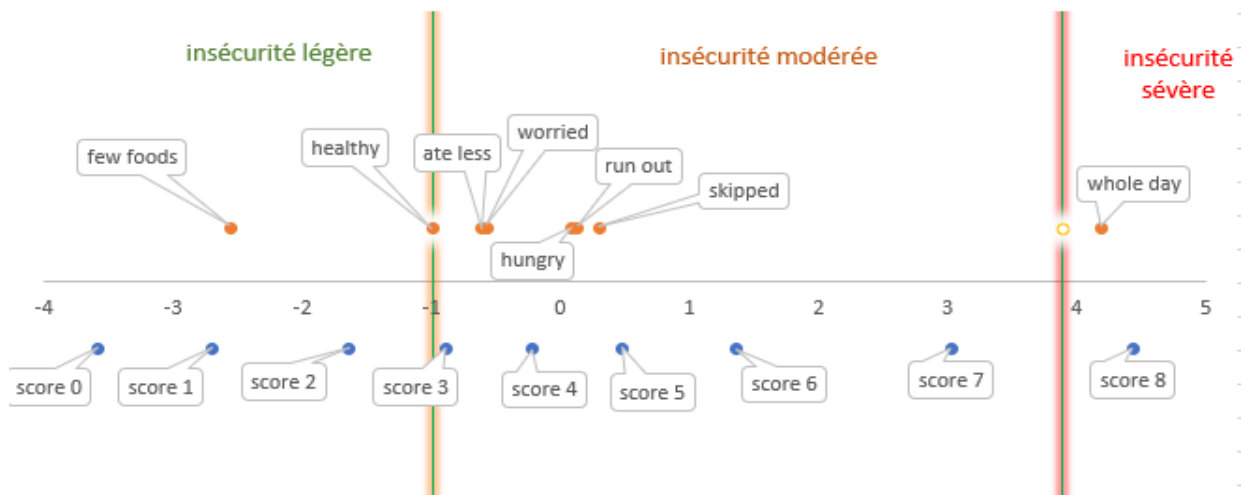 insécurité légère
insécurité modérée
insécurité
sévère
few foods
healthy
ate less
worried
run out
skipped
hungry
whole day
-4 -3 -2 -1 0 1 2 3 4 5
score 0
score 1
score 2
score 3
score 4
score 5
score 6
score 7
score 8